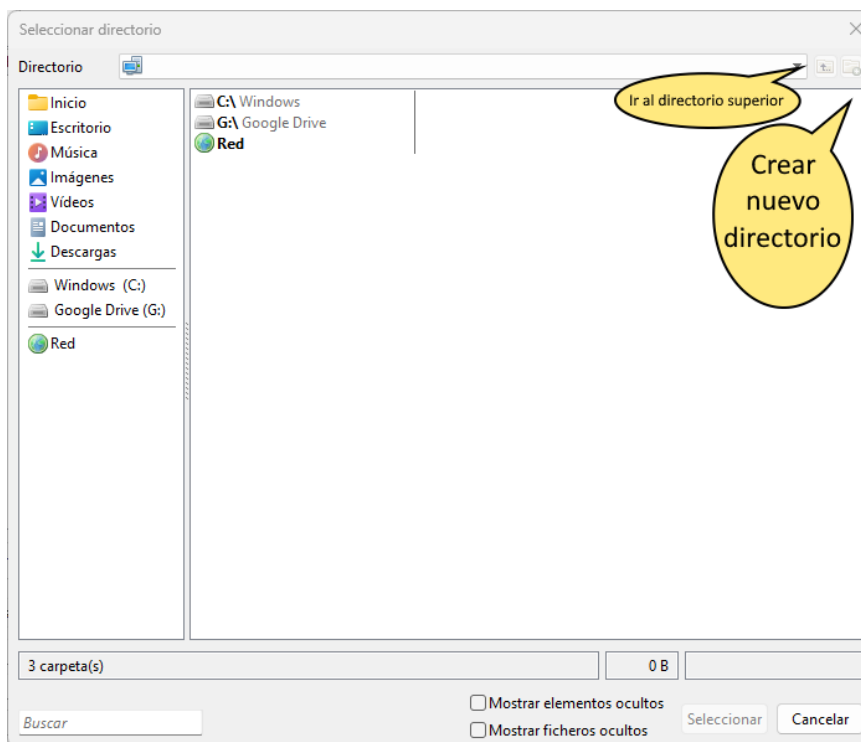 Seleccionar directorio
Directorio
Ir al directorio superior
Crear
nuevo
directorio
Inicio
Escritorio
Música
Imágenes
Vídeos
Documentos
Descargas
Windows (C:)
Google Drive (G:)
Red
C:\ Windows
G:\ Google Drive
Red
3 carpeta(s)
0 B
Buscar
Mostrar elementos ocultos
Mostrar ficheros ocultos
Seleccionar
Cancelar